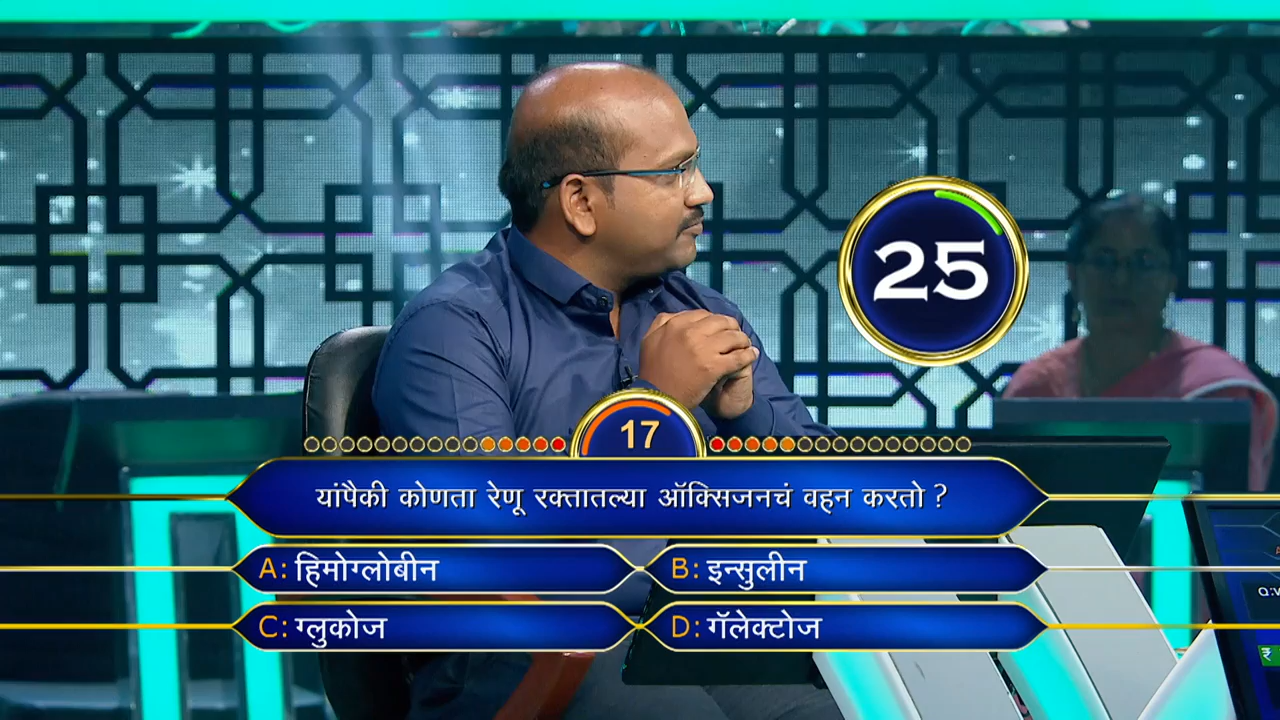 25
17
यांपैकी कोणता रेणू रक्तातल्या ऑक्सिजनचं वहन करतो ?
A: हिमोग्लोबीन
B: इन्सुलीन
C: ग्लुकोज
D: गॅलेक्टोज